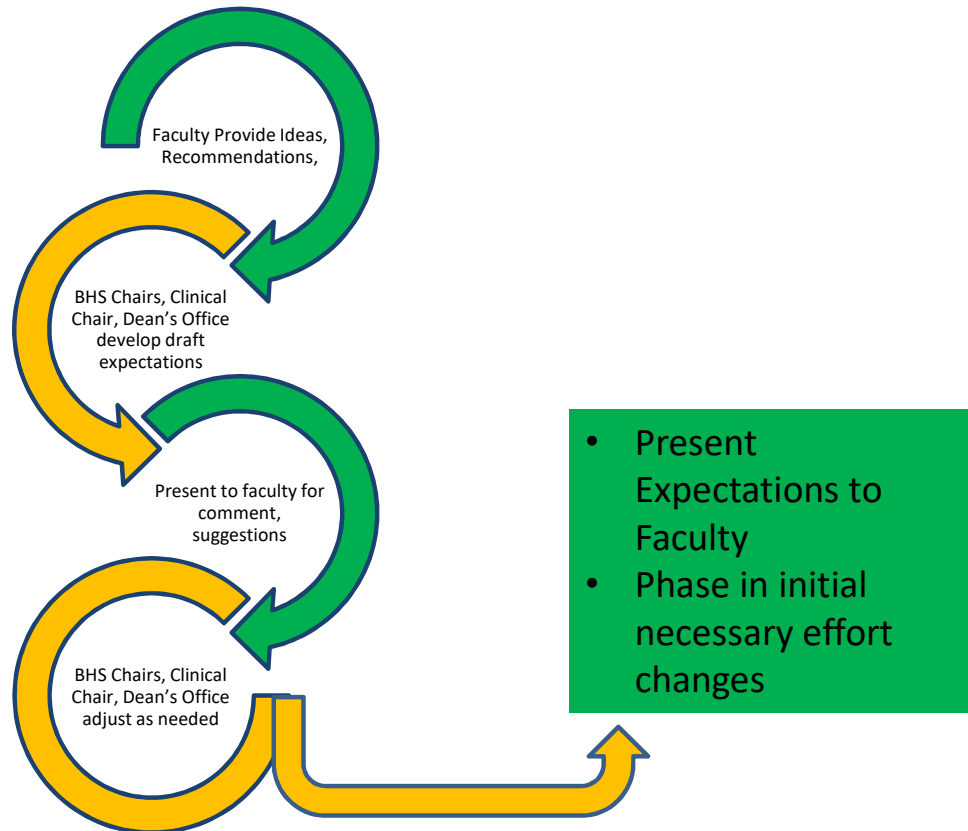 Faculty Provide Ideas,
Recommendations,
BHS Chairs, Clinical
Chair, Dean’s Office
develop draft
expectations
Present to faculty for
comment,
suggestions
BHS Chairs, Clinical
Chair, Dean’s Office
adjust as needed
• Present
Expectations to
Faculty
• Phase in initial
necessary effort
changes